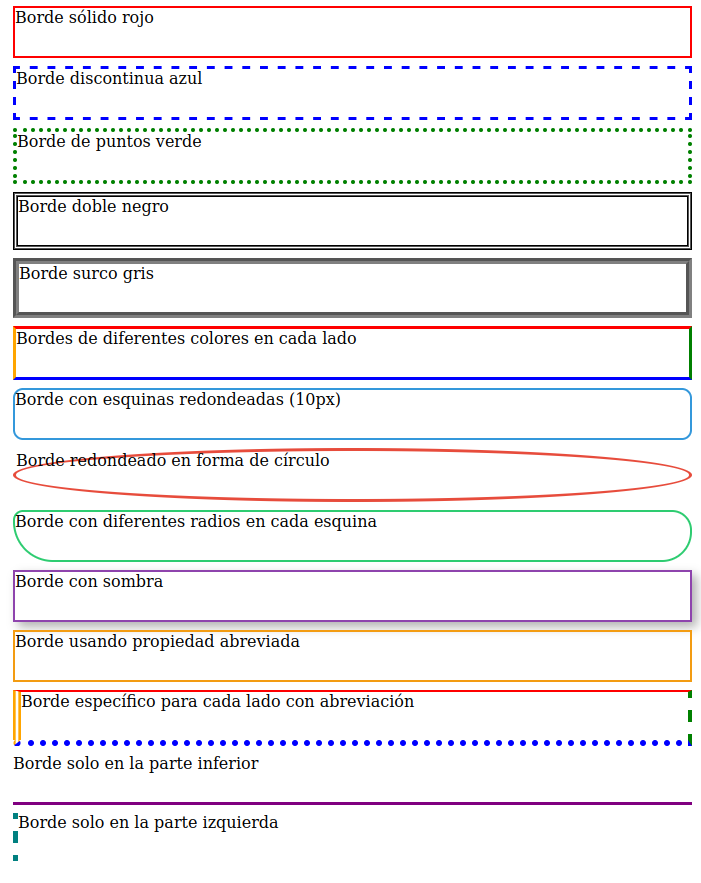 Borde sólido rojo
Borde discontinua azul
Borde de puntos verde
Borde doble negro
Borde surco gris
Bordes de diferentes colores en cada lado
Borde con esquinas redondeadas (10px)
Borde redondeado en forma de círculo
Borde con diferentes radios en cada esquina
Borde con sombra
Borde usando propiedad abreviada
Borde específico para cada lado con abreviación
Borde solo en la parte inferior
Borde solo en la parte izquierda